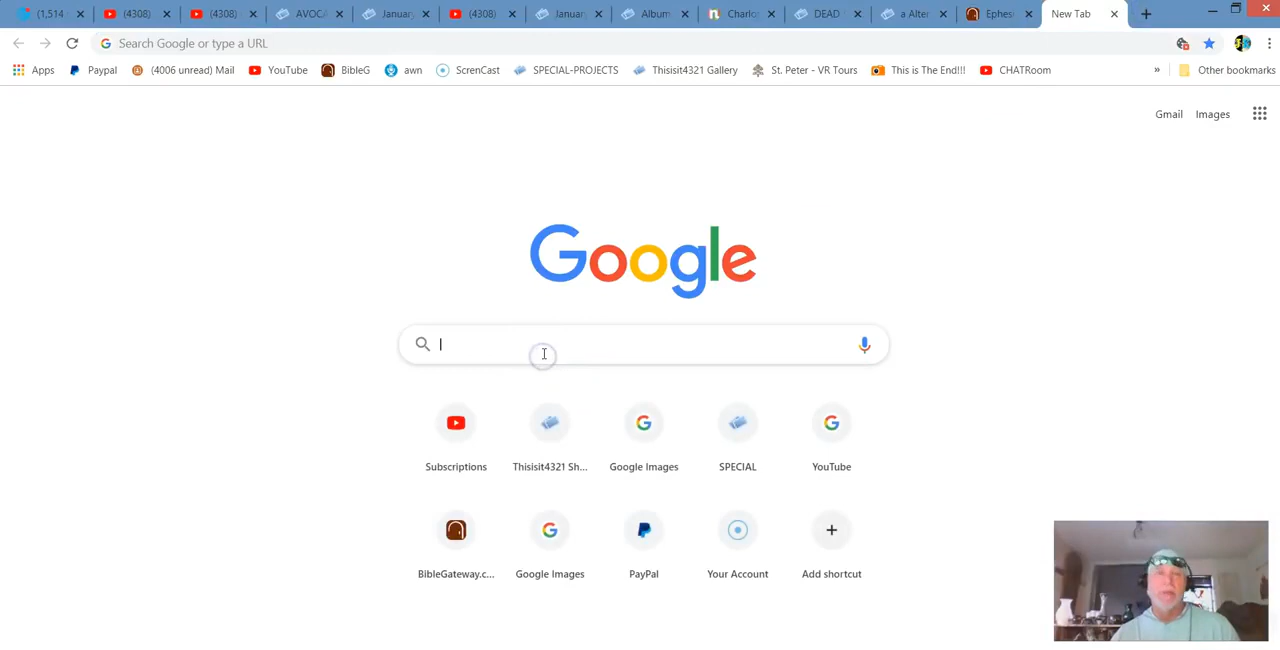 (1,514
(4308)
(4308)
AVOCA
January
(4308)
January
Album
Charlo
DEAD
a Alter
Ephes
New Tab
Search Google or type a URL
Apps
Paypal
(4006 unread) Mail
YouTube
BibleG
awn
ScrenCast
SPECIAL-PROJECTS
Thisisit4321 Gallery
St. Peter - VR Tours
This is The End!!!
CHATRoom
»
Other bookmarks
Gmail
Images
Google
Subscriptions
Thisisit4321 Sh...
Google Images
SPECIAL
YouTube
BibleGateway.c...
Google Images
PayPal
Your Account
Add shortcut